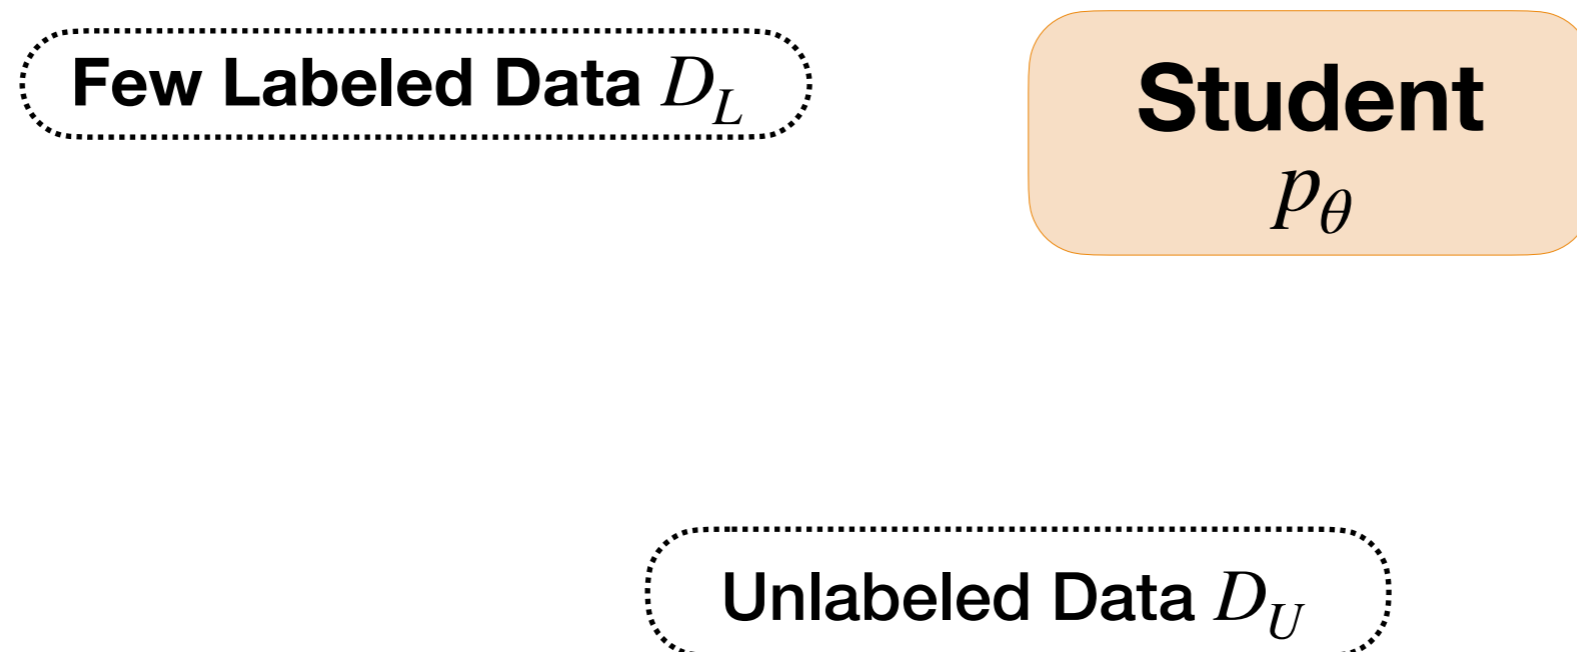 Few Labeled Data D_L
Student
p_θ
Unlabeled Data D_U